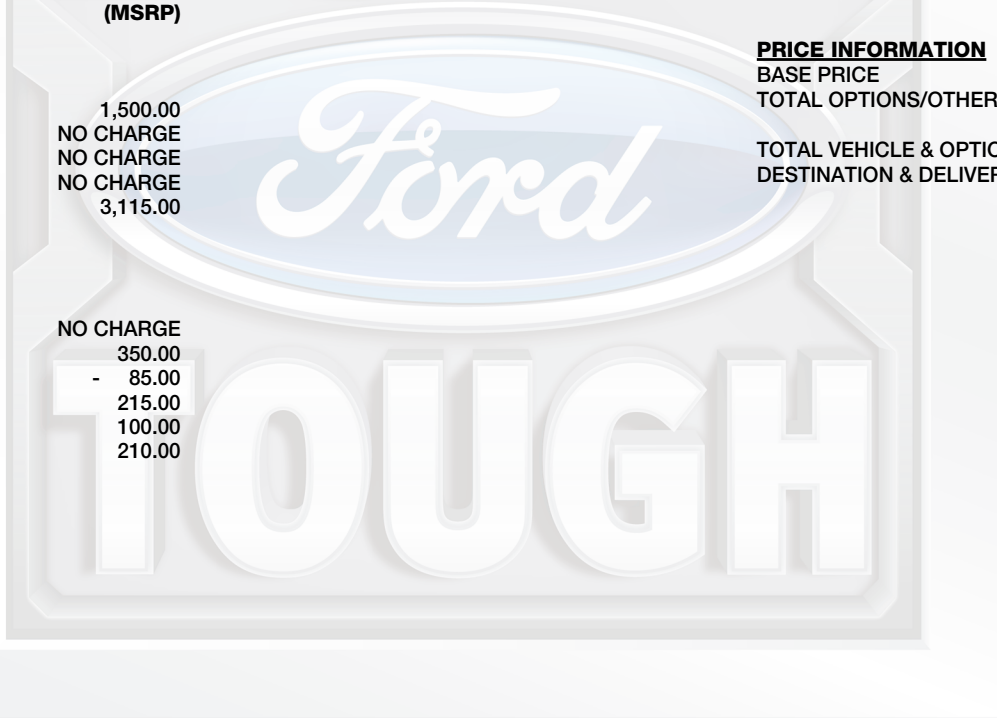 (MSRP)
1,500.00
NO CHARGE
NO CHARGE
NO CHARGE
3,115.00
NO CHARGE
350.00
- 85.00
215.00
100.00
210.00
PRICE INFORMATION
BASE PRICE
TOTAL OPTIONS/OTHER
TOTAL VEHICLE & OPTIO
DESTINATION & DELIVER
Ford
TOUGH